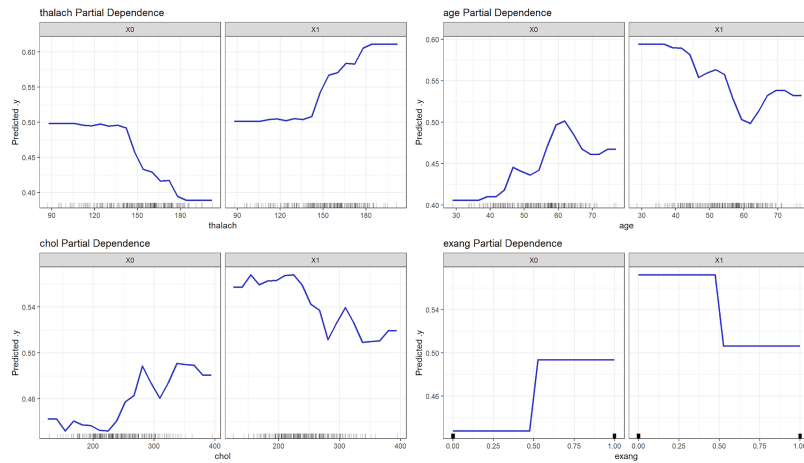 thalach Partial Dependence
X0 X1
0.60
0.55
0.50
0.45
0.40
Predicted .y
90 120 150 180 90 120 150 180
thalach
age Partial Dependence
X0 X1
0.60
0.55
0.50
0.45
0.40
Predicted .y
30 40 50 60 70 30 40 50 60 70
age
chol Partial Dependence
X0 X1
0.54
0.50
0.46
Predicted .y
200 300 400 200 300 400
chol
exang Partial Dependence
X0 X1
0.54
0.50
0.46
Predicted .y
0.00 0.25 0.50 0.75 1.00 0.00 0.25 0.50 0.75 1.00
exang